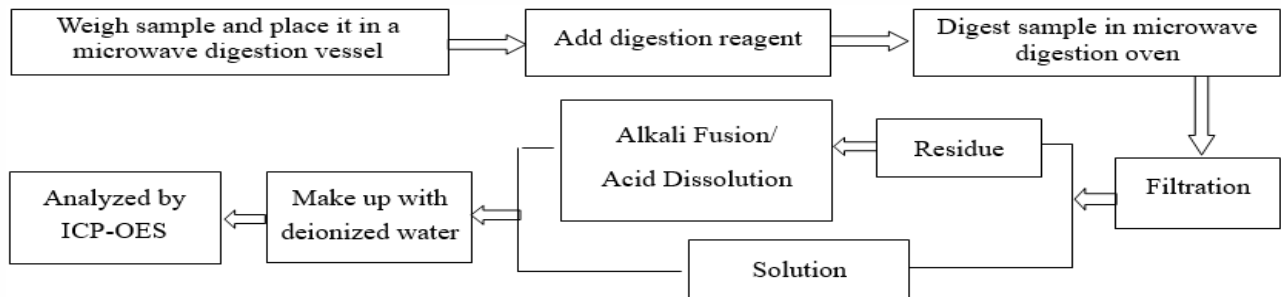 Weigh sample and place it in a
microwave digestion vessel
Add digestion reagent
Digest sample in microwave
digestion oven
Filtration
Residue
Alkali Fusion/
Acid Dissolution
Solution
Make up with
deionized water
Analyzed by
ICP-OES